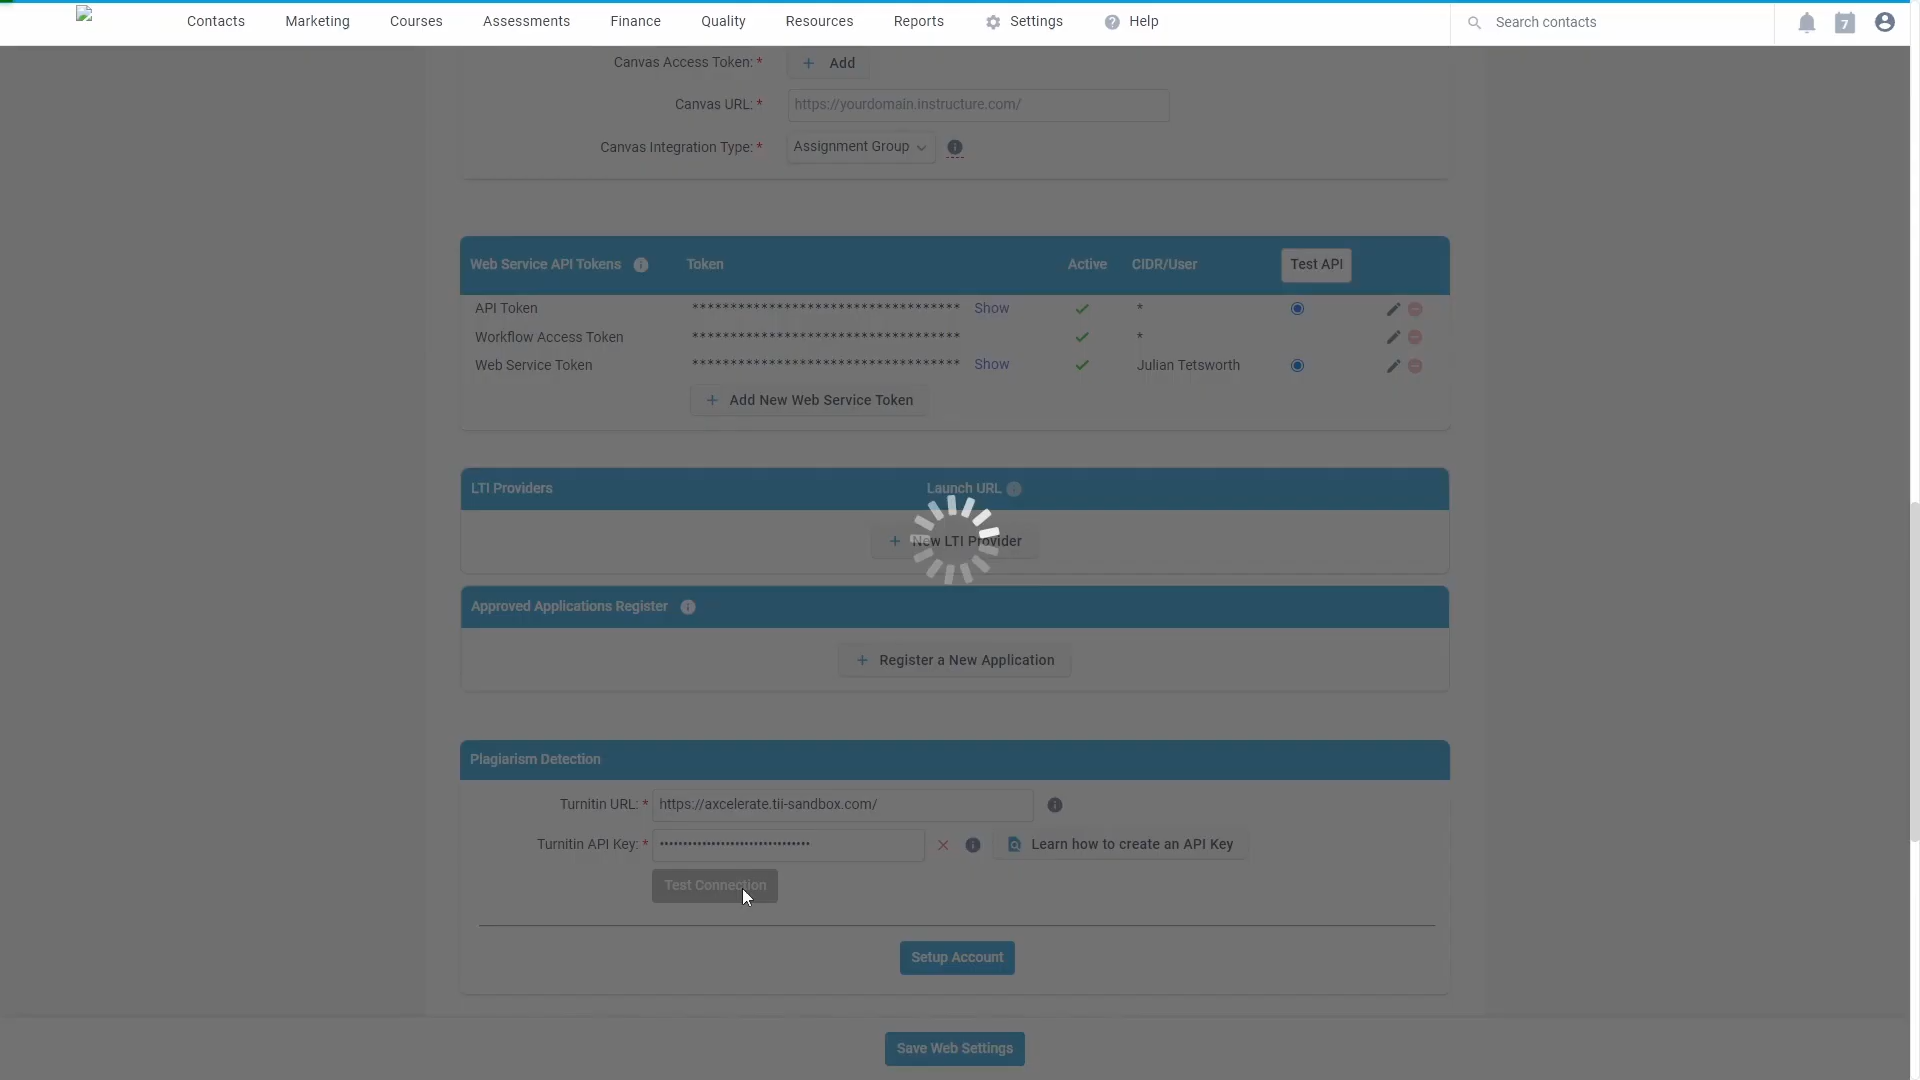 Contacts Marketing Courses Assessments Finance Quality Resources Reports Settings Help Search contacts 7
Canvas Access Token: * + Add
Canvas URL: * https://yourdomain.instructure.com/
Canvas Integration Type: * Assignment Group
Web Service API Tokens Token Active CIDR/User Test API
API Token *********************************** Show *
Workflow Access Token *********************************** *
Web Service Token *********************************** Show Julian Tetsworth
+ Add New Web Service Token
LTI Providers Launch URL
+ New LTI Provider
Approved Applications Register
+ Register a New Application
Plagiarism Detection
Turnitin URL: * https://axcelerate.tii-sandbox.com/
Turnitin API Key: * •••••••••••••••••••••••••••••••• Learn how to create an API Key
Test Connection
Setup Account
Save Web Settings